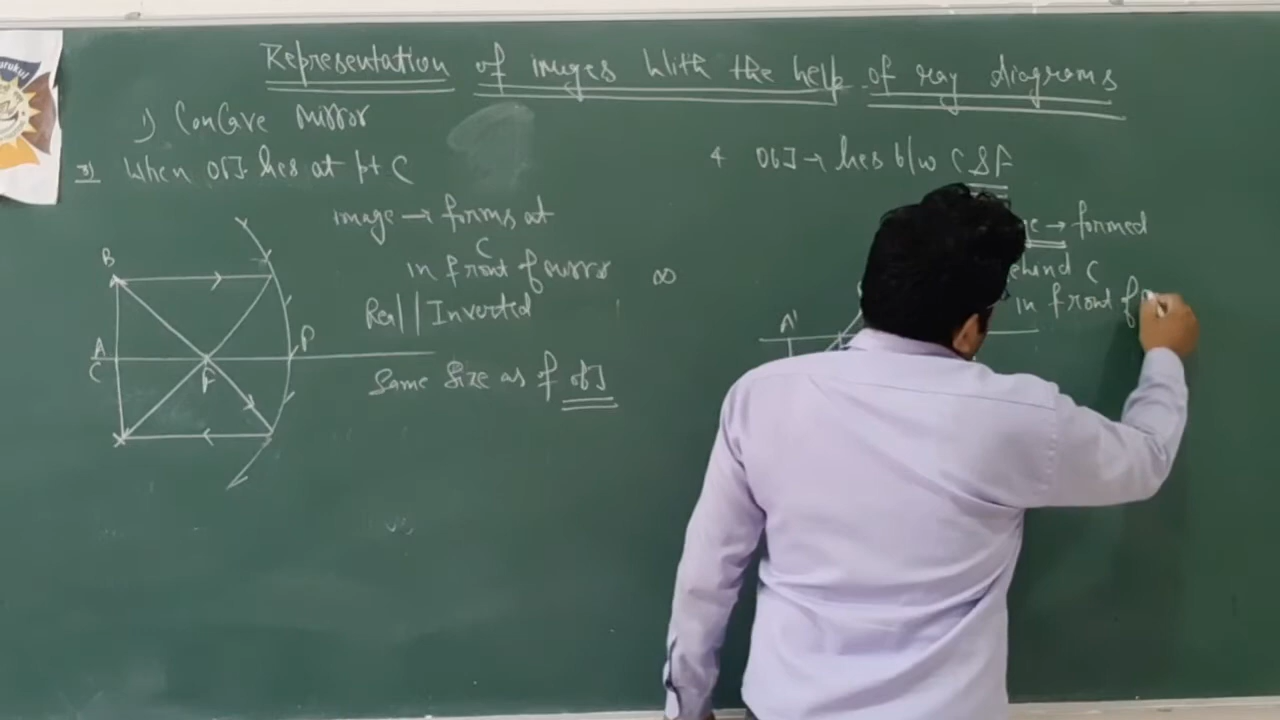 Representation of images With the help of ray diagrams
1) Concave mirror
3) When obj. lies at pt C
image → forms at
C
in front of mirror
Real // Inverted
Same size as of obj
B
A
C
F
P
∞
4 Obj → lies b/w C & F
→ formed
ehind C
in front of
A'